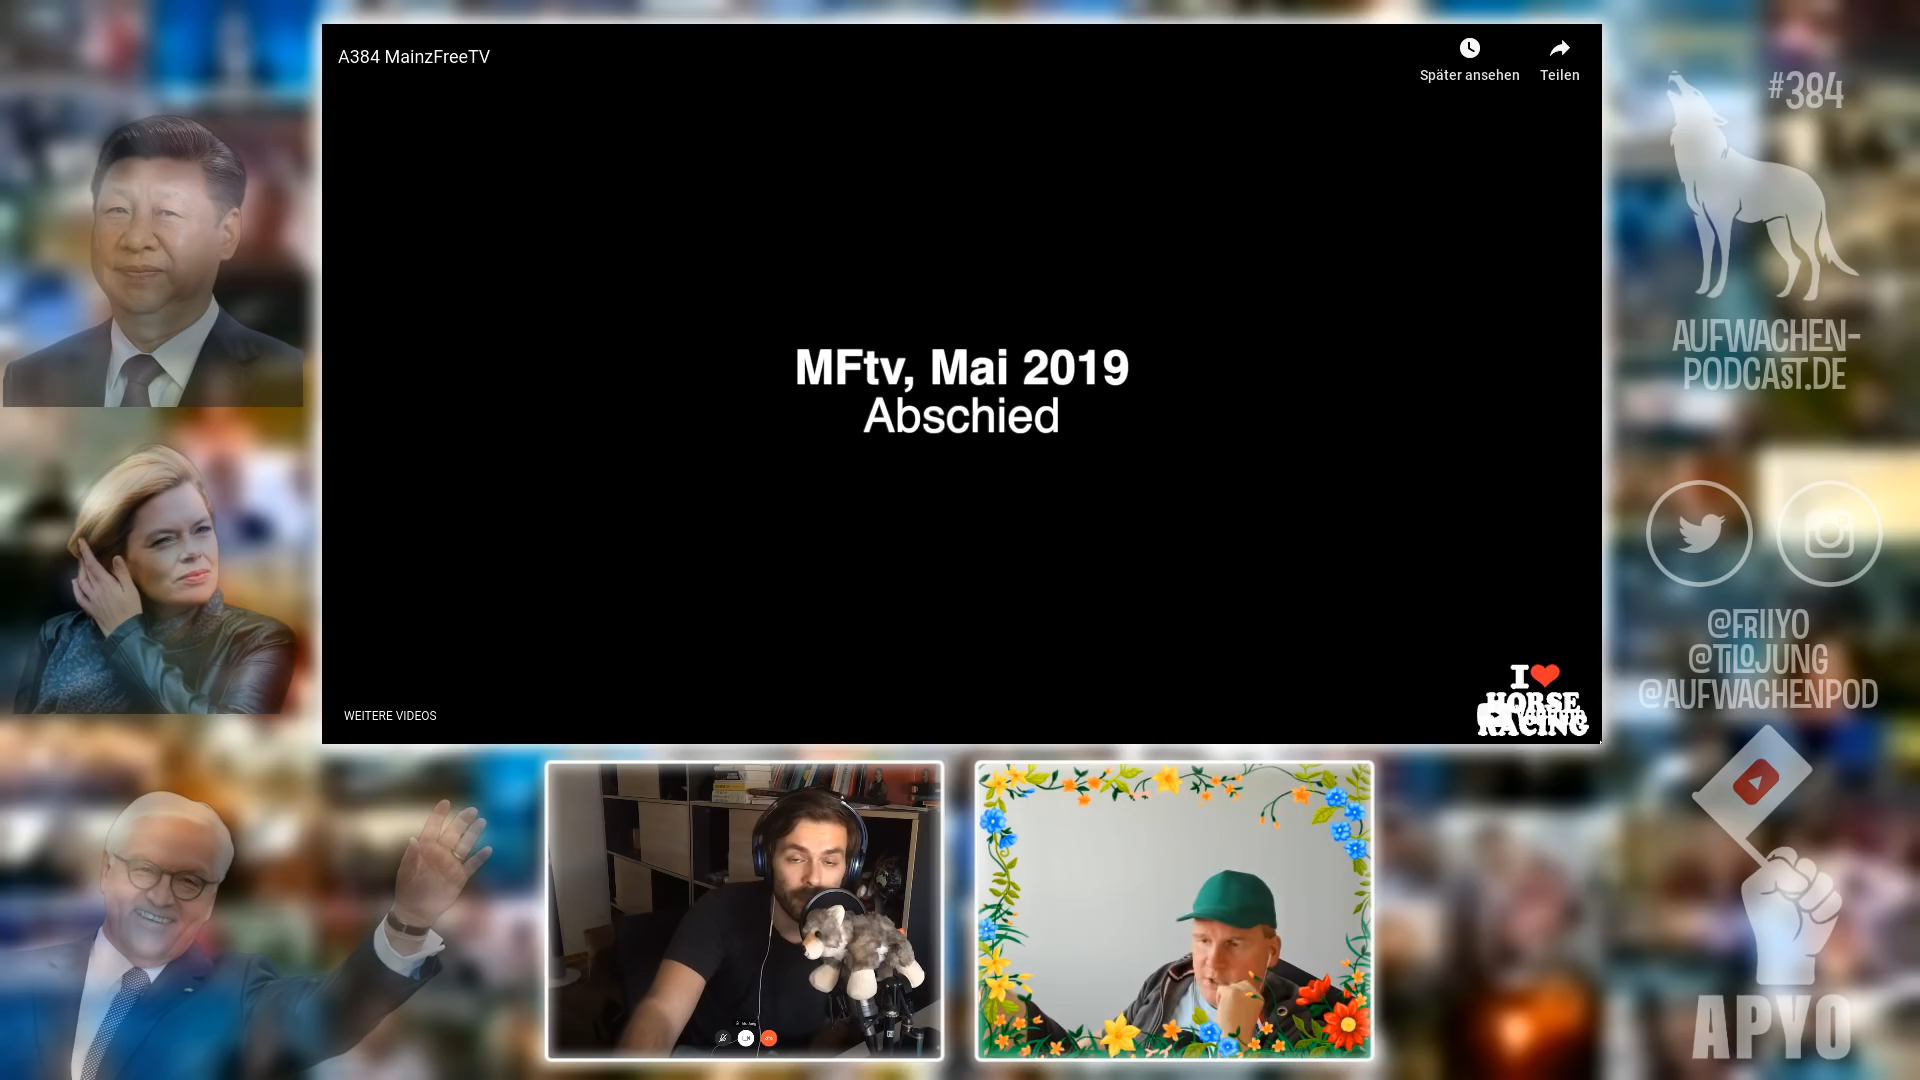 A384 MainzFreeTV
Später ansehen
Teilen
MFtv, Mai 2019
Abschied
WEITERE VIDEOS
I
HORSE
RACING
#384
AUFWACHEN-
PODCAST.DE
@FRIIYO
@TILOJUNG
@AUFWACHENPOD
APYO